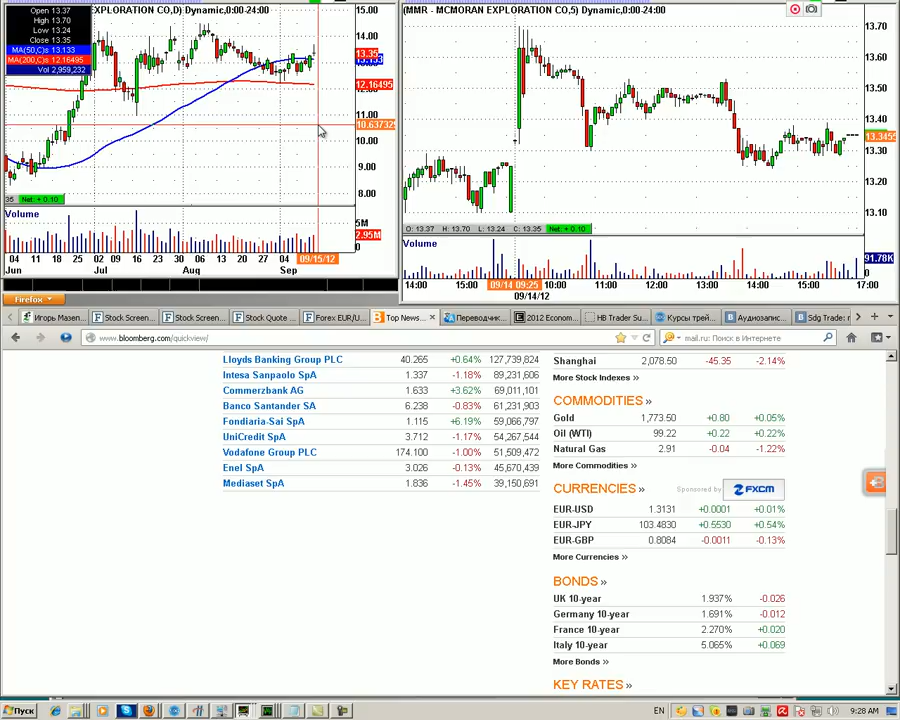 EXPLORATION CO,D) Dynamic,0:00-24:00
Open 13.37
High 13.70
Low 13.24
Close 13.35
MA(50,C)s 13.133
MA(200,C)s 12.16495
Vol 2,959,232
15.00
14.00
13.35
13.133
12.16495
11.00
10.63732
10.00
9.00
8.00
35 Net: + 0.10
Volume
5M
2.95M
0
04 11 18 25 02 09 16 23 06 13 20 27 04 09/15/12
Jun Jul Aug Sep
(MMR - MCMORAN EXPLORATION CO,5) Dynamic,0:00-24:00
13.70
13.60
13.50
13.40
13.3455
13.30
13.20
13.10
O: 13.37 H: 13.70 L: 13.24 C: 13.35 Net: + 0.10
Volume
91.78K
0
14:00 15:00 09/14 09:25 11:00 12:00 13:00 14:00 15:00 17:00
09/14/12
Firefox
Игорь Мазеп...
Stock Screen...
Stock Screen...
Stock Quote ...
Forex EUR/U...
Top News...
Переводчик...
2012 Econom...
HB Trader Su...
Курсы трей...
Аудиозапис...
Sdg Trade: r
www.bloomberg.com/quickview/
mail.ru: Поиск в Интернете
Lloyds Banking Group PLC 40.265 +0.64% 127,739,824
Intesa Sanpaolo SpA 1.337 -1.18% 89,231,606
Commerzbank AG 1.633 +3.62% 69,011,101
Banco Santander SA 6.238 -0.83% 61,231,903
Fondiaria-Sai SpA 1.115 +6.19% 59,066,797
UniCredit SpA 3.712 -1.17% 54,267,544
Vodafone Group PLC 174.100 -1.00% 51,509,472
Enel SpA 3.026 -0.13% 45,670,439
Mediaset SpA 1.836 -1.45% 39,150,691
Shanghai 2,078.50 -45.35 -2.14%
More Stock Indexes »
COMMODITIES »
Gold 1,773.50 +0.80 +0.05%
Oil (WTI) 99.22 +0.22 +0.22%
Natural Gas 2.91 -0.04 -1.22%
More Commodities »
CURRENCIES »
Sponsored by FXCM
EUR-USD 1.3131 +0.0001 +0.01%
EUR-JPY 103.4830 +0.5530 +0.54%
EUR-GBP 0.8084 -0.0011 -0.13%
More Currencies »
BONDS »
UK 10-year 1.937% -0.026
Germany 10-year 1.691% -0.012
France 10-year 2.270% +0.020
Italy 10-year 5.065% +0.069
More Bonds »
KEY RATES »
Пуск
EN
9:28 AM